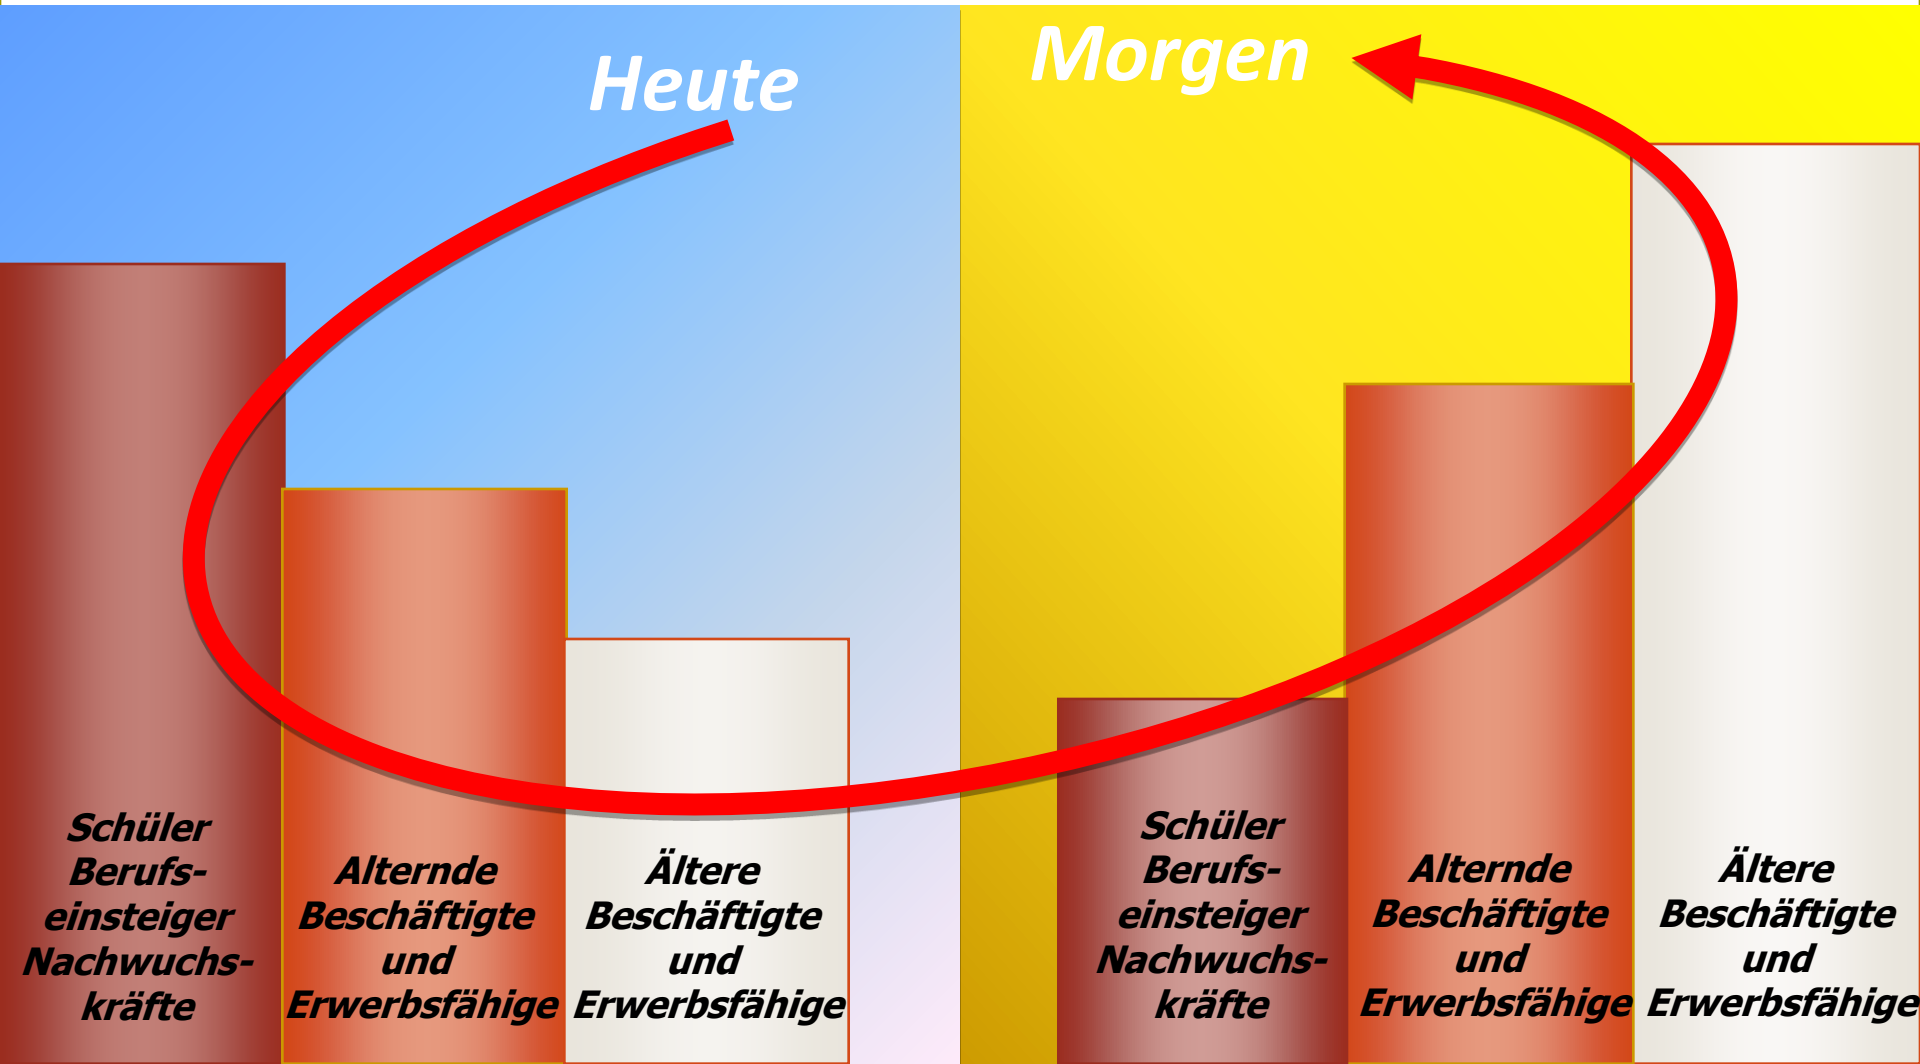 Heute
Morgen
Schüler
Berufs-
einsteiger
Nachwuchs-
kräfte
Alternde
Beschäftigte
und
Erwerbsfähige
Ältere
Beschäftigte
und
Erwerbsfähige
Schüler
Berufs-
einsteiger
Nachwuchs-
kräfte
Alternde
Beschäftigte
und
Erwerbsfähige
Ältere
Beschäftigte
und
Erwerbsfähige